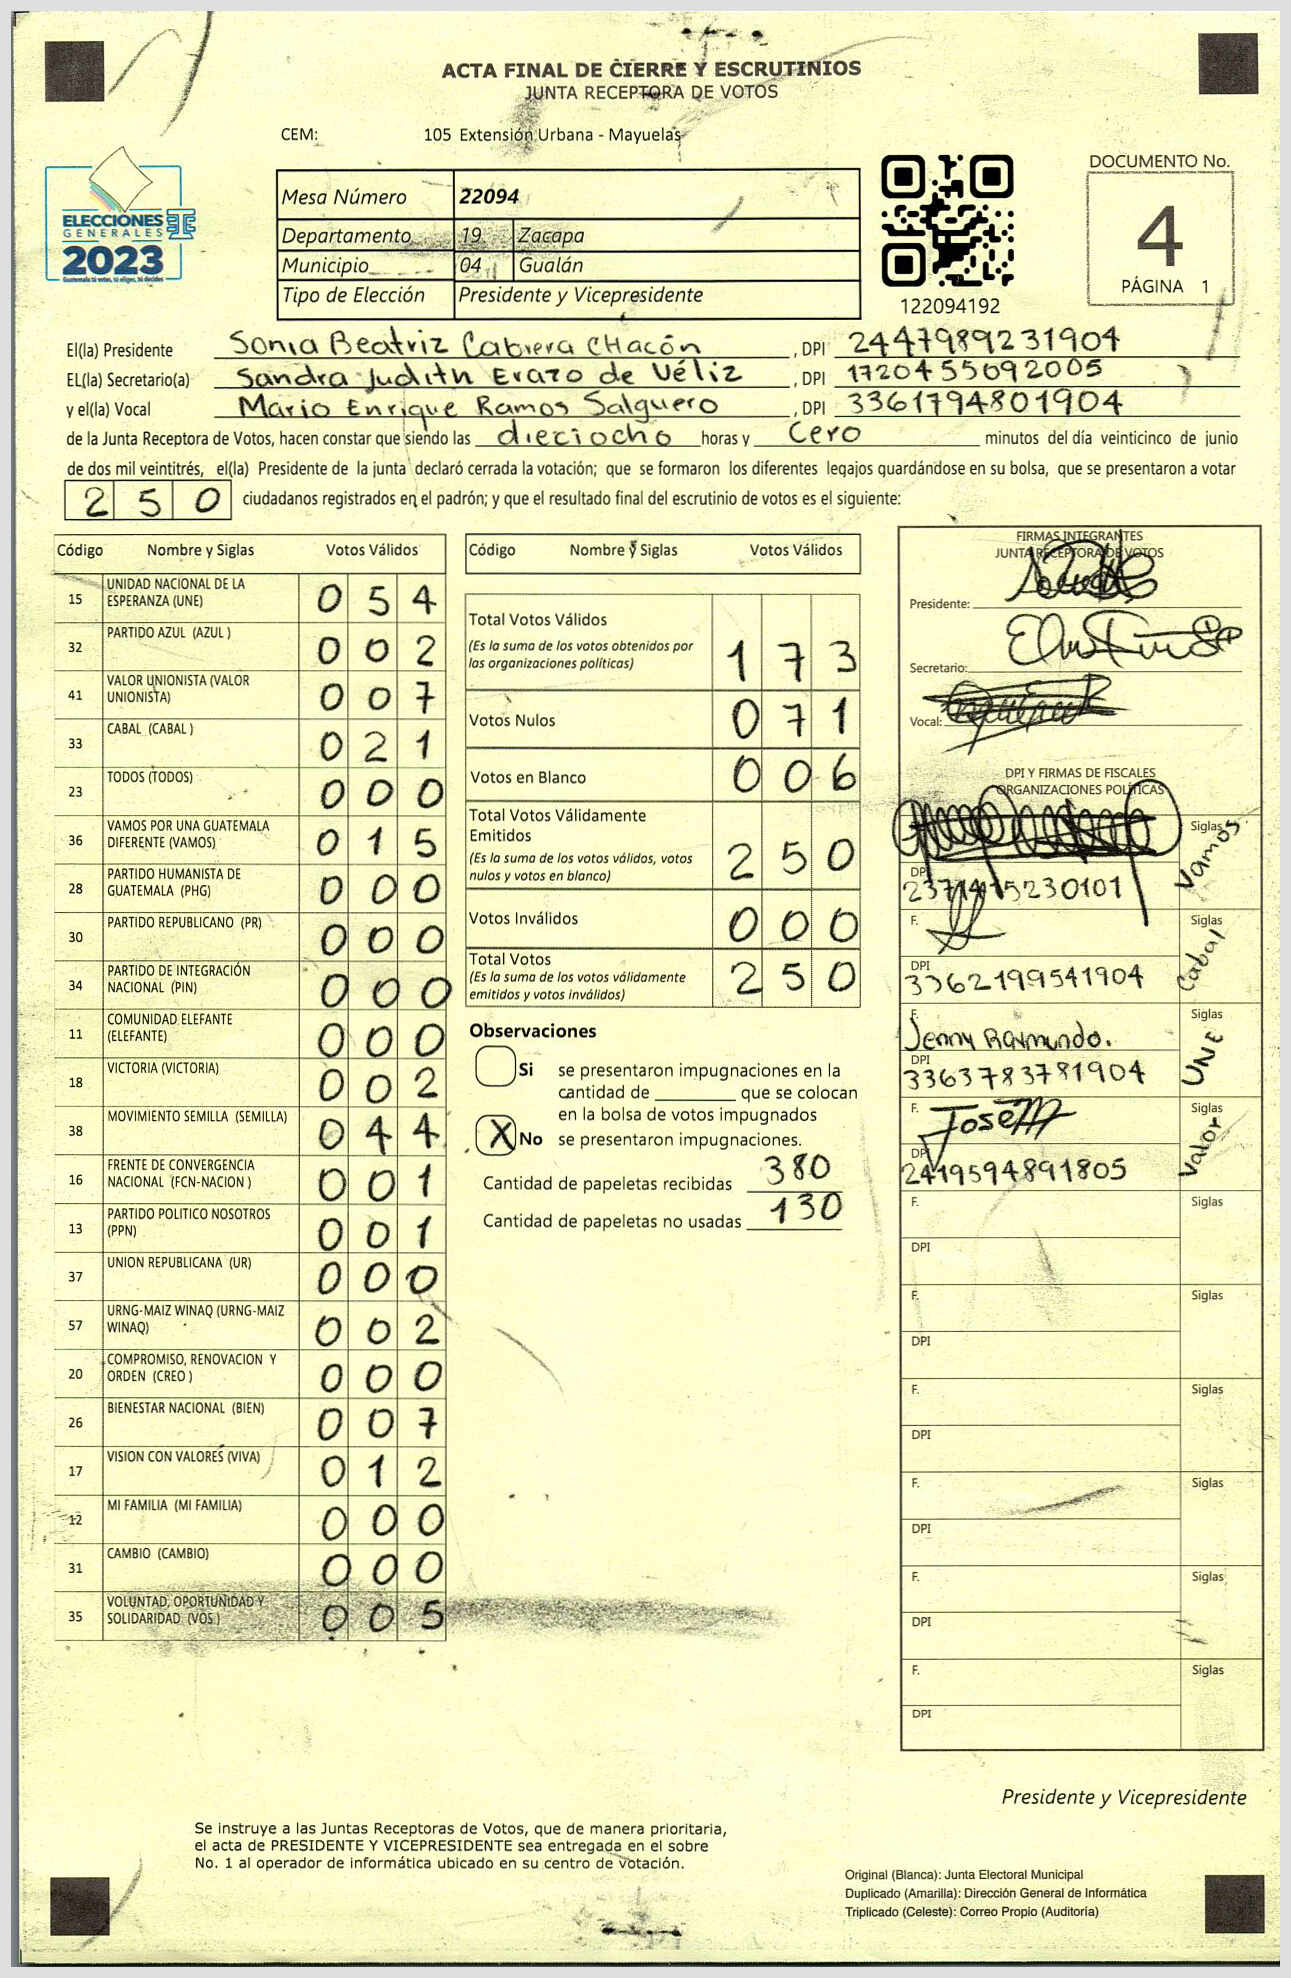 ACTA FINAL DE CIERRE Y ESCRUTINIOS
JUNTA RECEPTORA DE VOTOS
CEM: 105 Extensión Urbana - Mayuelas
ELECCIONES
GENERALES
2023
Guatemala tú votas, tú eliges, tú decides
Mesa Número 22094
Departamento 19 Zacapa
Municipio 04 Gualán
Tipo de Elección Presidente y Vicepresidente
122094192
DOCUMENTO No.
4
PÁGINA 1
El(la) Presidente Sonia Beatriz Cabrera CHacón, DPI 2447989231904
EL(la) Secretario(a) Sandra Judith Erazo de Véliz, DPI 1720455692005
y el(la) Vocal Mario Enrique Ramos Salguero, DPI 3361794801904
de la Junta Receptora de Votos, hacen constar que siendo las dieciocho horas y Cero minutos del día veinticinco de junio
de dos mil veintitrés, el(la) Presidente de la junta declaró cerrada la votación; que se formaron los diferentes legajos guardándose en su bolsa, que se presentaron a votar
250 ciudadanos registrados en el padrón; y que el resultado final del escrutinio de votos es el siguiente:
Código Nombre y Siglas Votos Válidos
15 UNIDAD NACIONAL DE LA ESPERANZA (UNE) 054
32 PARTIDO AZUL (AZUL ) 002
41 VALOR UNIONISTA (VALOR UNIONISTA) 007
33 CABAL (CABAL ) 021
23 TODOS (TODOS) 000
36 VAMOS POR UNA GUATEMALA DIFERENTE (VAMOS) 015
28 PARTIDO HUMANISTA DE GUATEMALA (PHG) 000
30 PARTIDO REPUBLICANO (PR) 000
34 PARTIDO DE INTEGRACIÓN NACIONAL (PIN) 000
11 COMUNIDAD ELEFANTE (ELEFANTE) 000
18 VICTORIA (VICTORIA) 002
38 MOVIMIENTO SEMILLA (SEMILLA) 044
16 FRENTE DE CONVERGENCIA NACIONAL (FCN-NACION ) 001
13 PARTIDO POLITICO NOSOTROS (PPN) 001
37 UNION REPUBLICANA (UR) 000
57 URNG-MAIZ WINAQ (URNG-MAIZ WINAQ) 002
20 COMPROMISO, RENOVACION Y ORDEN (CREO ) 000
26 BIENESTAR NACIONAL (BIEN) 007
17 VISION CON VALORES (VIVA) 012
12 MI FAMILIA (MI FAMILIA) 000
31 CAMBIO (CAMBIO) 000
35 VOLUNTAD, OPORTUNIDAD Y SOLIDARIDAD (VOS ) 005
Código Nombre y Siglas Votos Válidos
Total Votos Válidos 173
(Es la suma de los votos obtenidos por
las organizaciones políticas)
Votos Nulos 071
Votos en Blanco 006
Total Votos Válidamente
Emitidos 250
(Es la suma de los votos válidos, votos
nulos y votos en blanco)
Votos Inválidos 000
Total Votos 250
(Es la suma de los votos válidamente
emitidos y votos inválidos)
Observaciones
Si se presentaron impugnaciones en la
cantidad de ________ que se colocan
en la bolsa de votos impugnados
X No se presentaron impugnaciones.
Cantidad de papeletas recibidas 380
Cantidad de papeletas no usadas 130
FIRMAS INTEGRANTES
JUNTA RECEPTORA DE VOTOS
Presidente:
Secretario:
Vocal:
DPI Y FIRMAS DE FISCALES
ORGANIZACIONES POLÍTICAS
Siglas Vamos
DPI 2371415230101
F. Siglas Cabal
DPI 3362199541904
F. Jenny Raymundo. Siglas UNE
DPI 3363783781904
F. José Siglas Valor
DPI 2419594891805
F. Siglas
DPI
F. Siglas
DPI
F. Siglas
DPI
F. Siglas
DPI
F. Siglas
DPI
F. Siglas
DPI
Presidente y Vicepresidente
Se instruye a las Juntas Receptoras de Votos, que de manera prioritaria,
el acta de PRESIDENTE Y VICEPRESIDENTE sea entregada en el sobre
No. 1 al operador de informática ubicado en su centro de votación.
Original (Blanca): Junta Electoral Municipal
Duplicado (Amarilla): Dirección General de Informática
Triplicado (Celeste): Correo Propio (Auditoría)